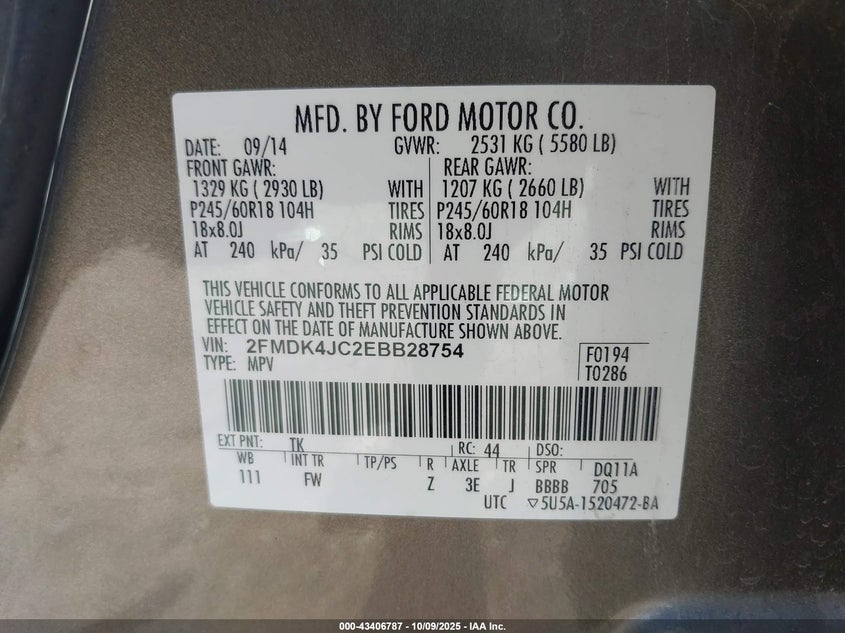 MFD. BY FORD MOTOR CO.
DATE: 09/14 GVWR: 2531 KG ( 5580 LB)
FRONT GAWR: REAR GAWR:
1329 KG ( 2930 LB) WITH 1207 KG ( 2660 LB) WITH
P245/60R18 104H TIRES P245/60R18 104H TIRES
18x8.0J RIMS 18x8.0J RIMS
AT 240 kPa/ 35 PSI COLD AT 240 kPa/ 35 PSI COLD
THIS VEHICLE CONFORMS TO ALL APPLICABLE FEDERAL MOTOR
VEHICLE SAFETY AND THEFT PREVENTION STANDARDS IN
EFFECT ON THE DATE OF MANUFACTURE SHOWN ABOVE.
VIN: 2FMDK4JC2EBB28754 F0194
TYPE: MPV T0286
EXT PNT: TK RC: 44 DSO:
WB INT TR TP/PS R AXLE TR SPR DQ11A
111 FW Z 3E J BBBB 705
UTC ▽5U5A-1520472-BA
000-43406787 - 10/09/2025 - IAA Inc.